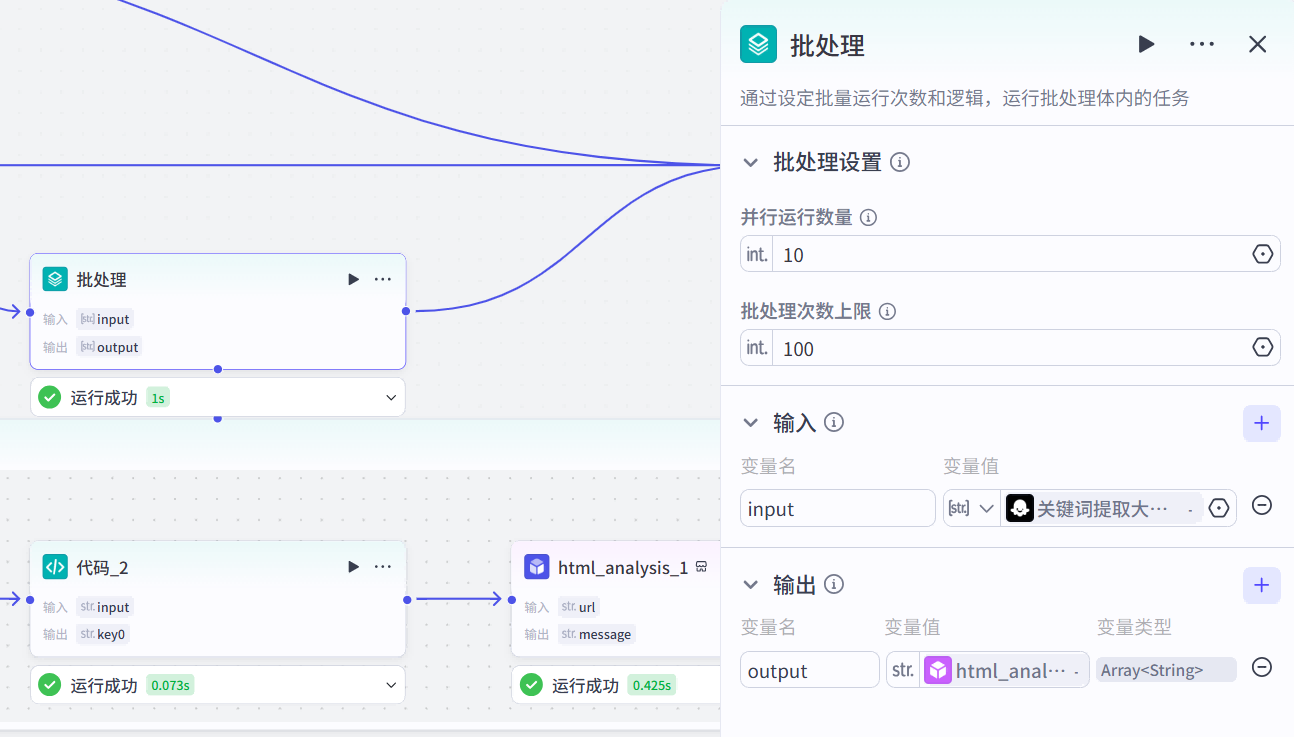 批处理
输入 [str] input
输出 [str] output
运行成功 1s
代码_2
输入 str. input
输出 str. key0
运行成功 0.073s
html_analysis_1
输入 str. url
输出 str. message
运行成功 0.425s
批处理
通过设定批量运行次数和逻辑，运行批处理体内的任务
批处理设置
并行运行数量
int. 10
批处理次数上限
int. 100
输入
变量名 变量值
input [str] 关键词提取大··· -
输出
变量名 变量值 变量类型
output str. html_anal··· - Array<String>